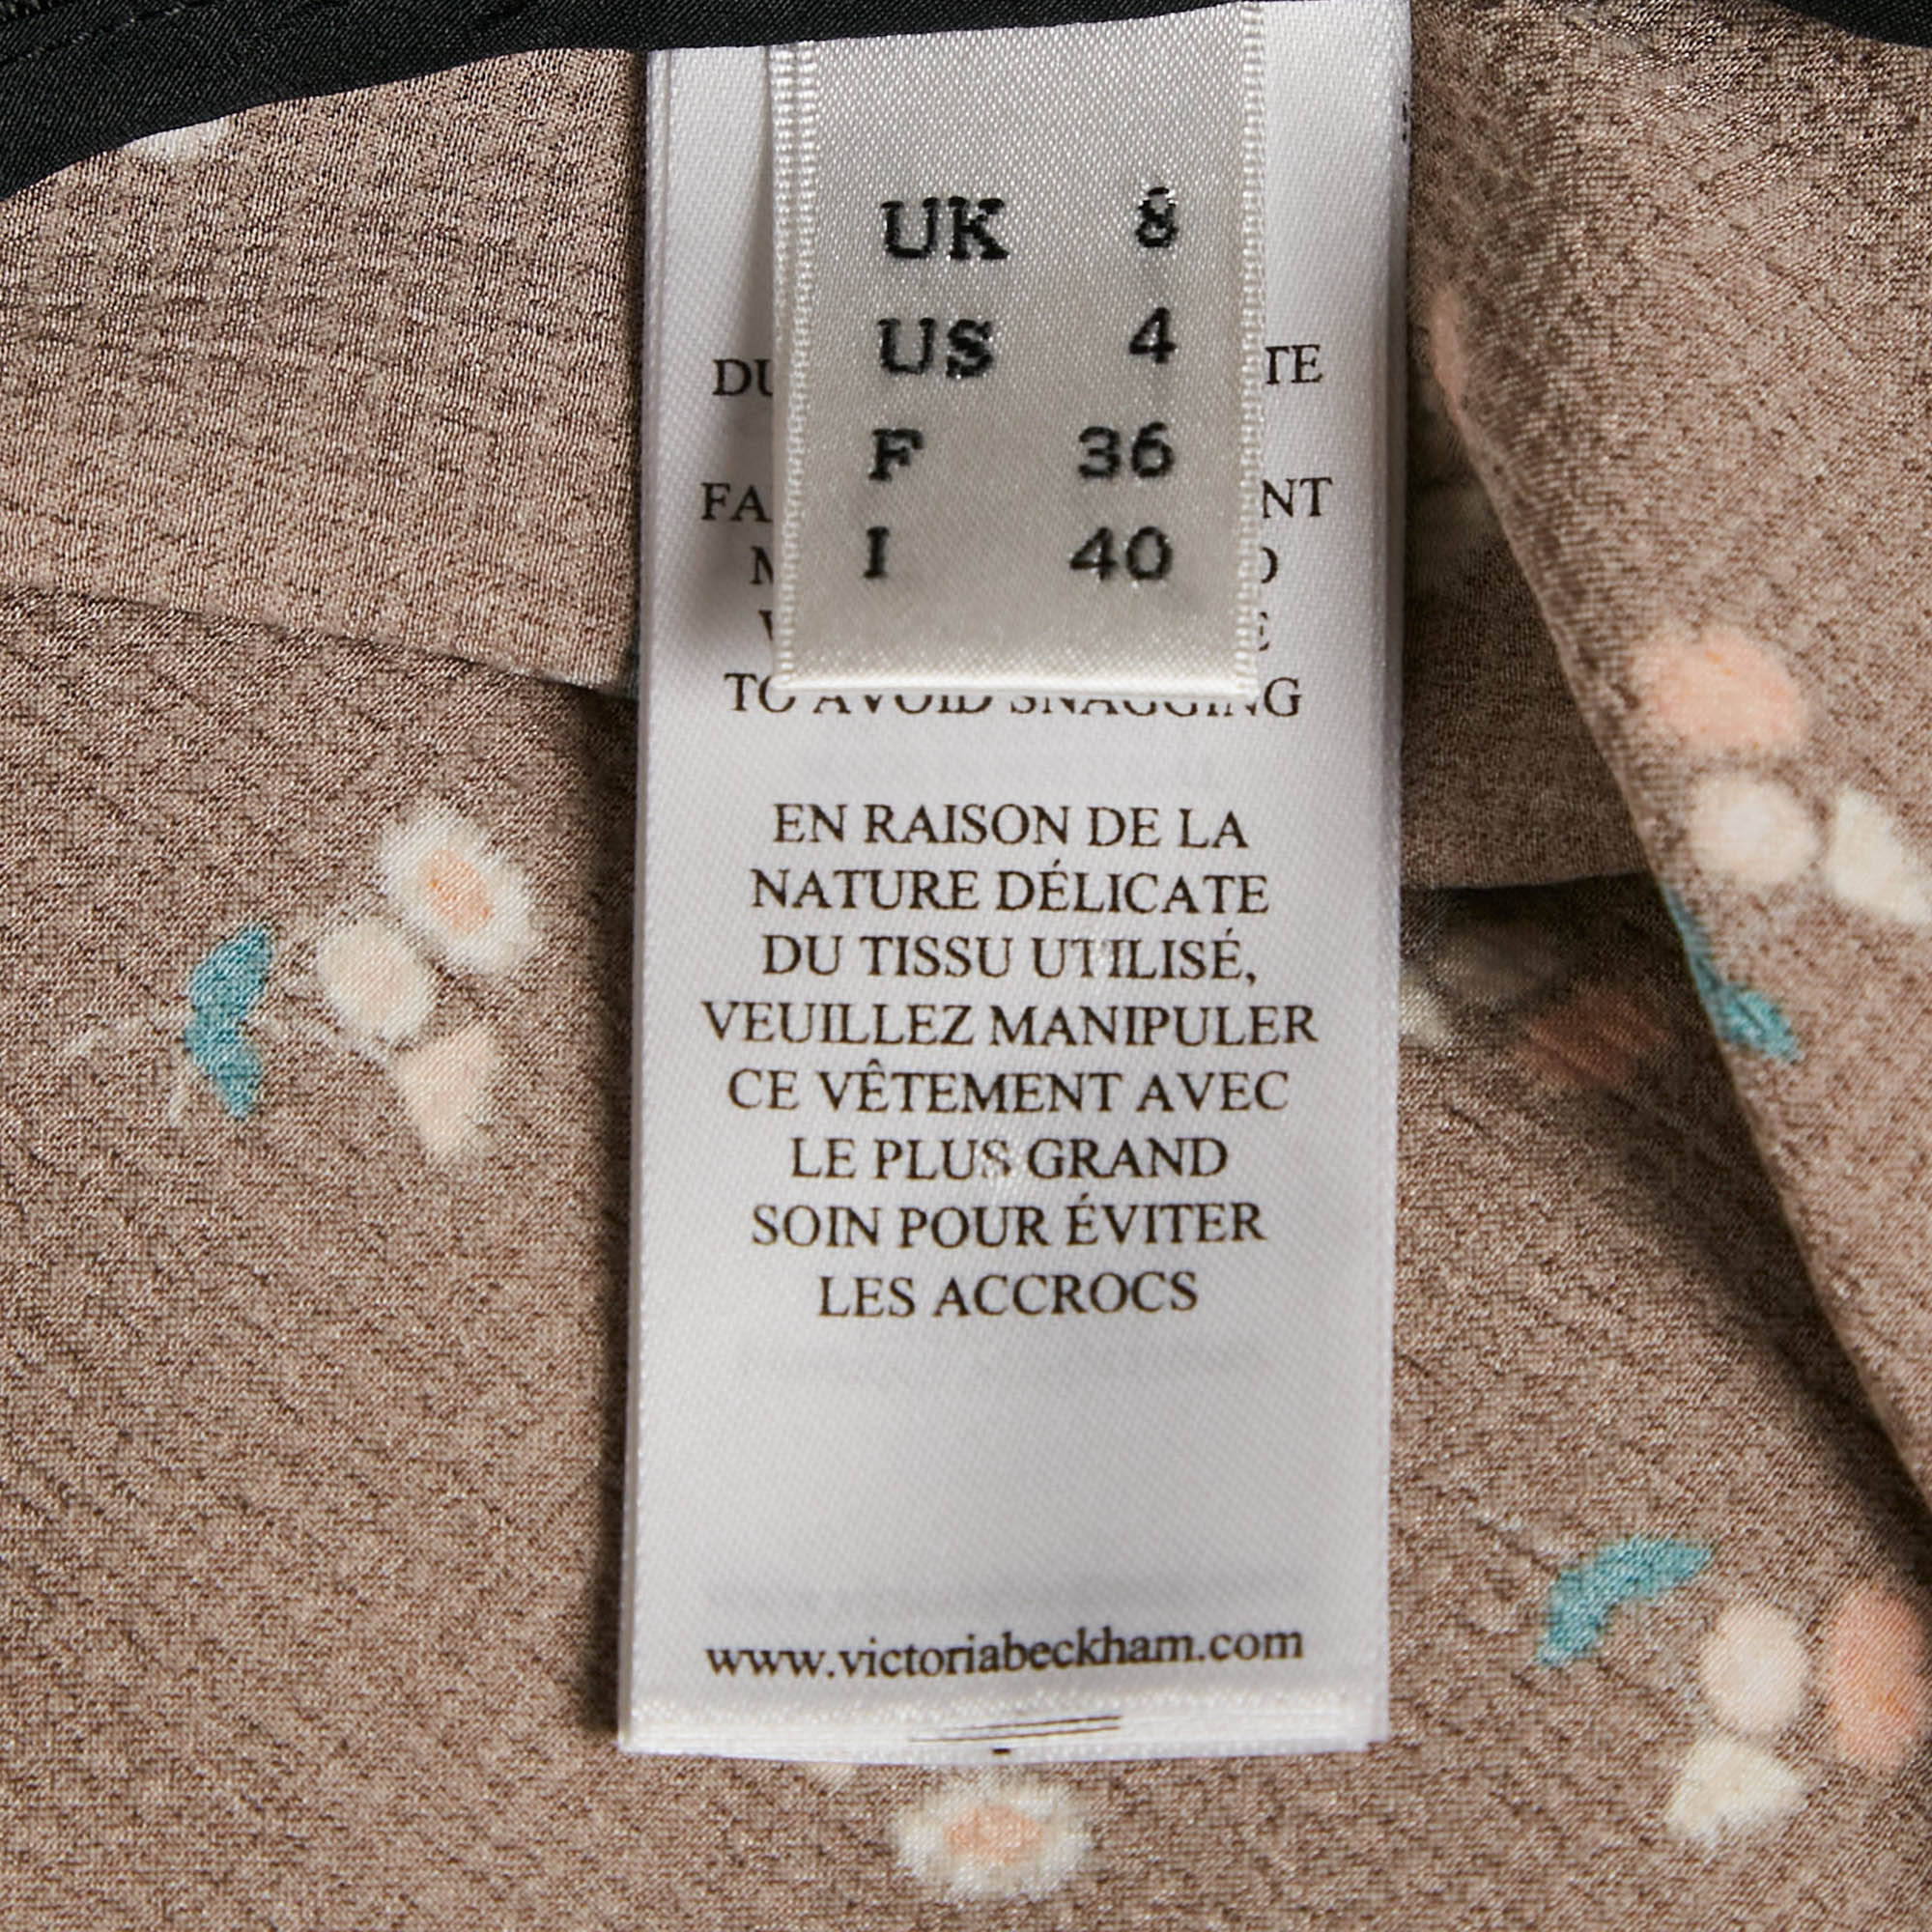 UK 8
US 4
F 36
I 40
TO AVOID SNAGGING
EN RAISON DE LA
NATURE DÉLICATE
DU TISSU UTILISÉ,
VEUILLEZ MANIPULER
CE VÊTEMENT AVEC
LE PLUS GRAND
SOIN POUR ÉVITER
LES ACCROCS
www.victoriabeckham.com